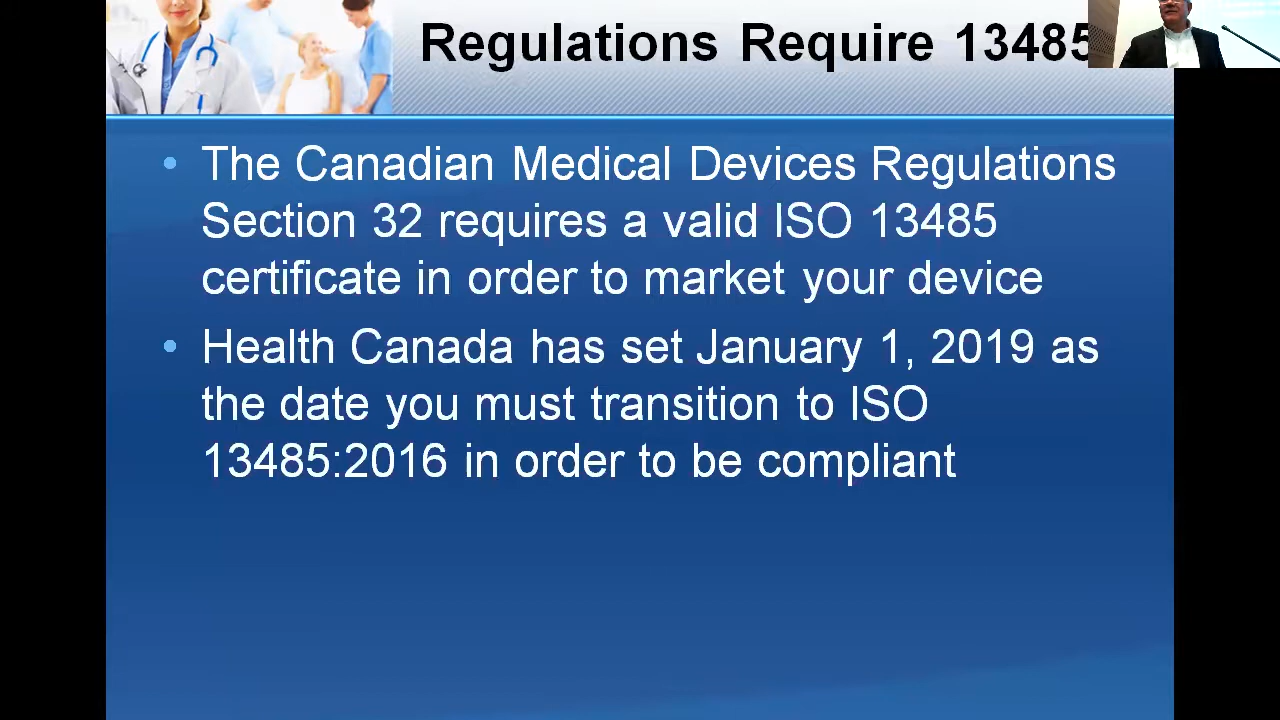 Regulations Require 13485
• The Canadian Medical Devices Regulations
Section 32 requires a valid ISO 13485
certificate in order to market your device
• Health Canada has set January 1, 2019 as
the date you must transition to ISO
13485:2016 in order to be compliant